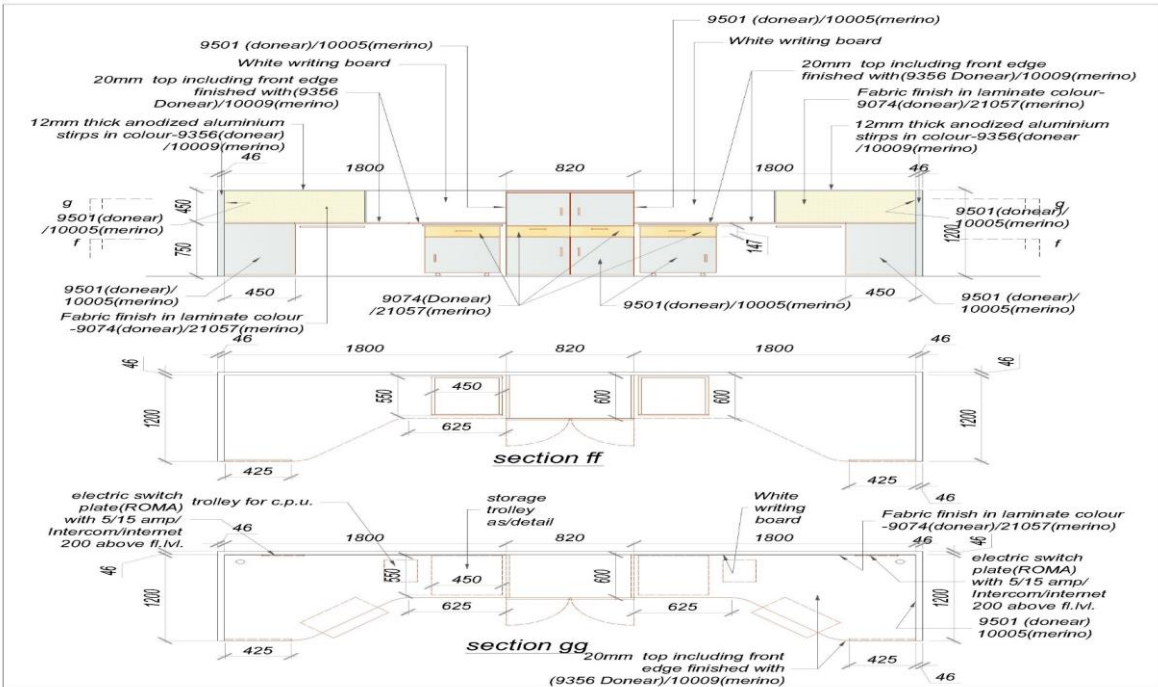 9501 (donear)/10005(merino)
9501 (donear)/10005(merino)
White writing board
White writing board
20mm top including front edge
finished with(9356
Donear)/10009(merino)
20mm top including front edge
finished with(9356 Donear)/10009(merino)
Fabric finish in laminate colour-
9074(donear)/21057(merino)
12mm thick anodized aluminium
stirps in colour-9356(donear)
/10009(merino)
12mm thick anodized aluminium
stirps in colour-9356(donear
/10009(merino)
46
1800
820
1800
46
g
450
9501(donear)
/10005(merino)
f
750
147
9501(donear)/
10005(merino)
g
1200
f
9501(donear)/
10005(merino)
450
9074(Donear)
/21057(merino)
9501(donear)/10005(merino)
450
9501 (donear)/
10005(merino)
Fabric finish in laminate colour
-9074(donear)/21057(merino)
46
1800
820
1800
46
46
46
1200
550
450
600
600
1200
625
425
section ff
425
46
electric switch
plate(ROMA)
with 5/15 amp/
Intercom/internet
200 above fl.lvl.
trolley for c.p.u.
storage
trolley
as/detail
White
writing
board
Fabric finish in laminate colour
-9074(donear)/21057(merino)
46
1800
820
1800
46
46
46
1200
550
450
600
1200
electric switch
plate(ROMA)
with 5/15 amp/
Intercom/internet
200 above fl.lvl.
9501 (donear)
10005(merino)
625
625
425
section gg
20mm top including front
edge finished with
(9356 Donear)/10009(merino)
425
46